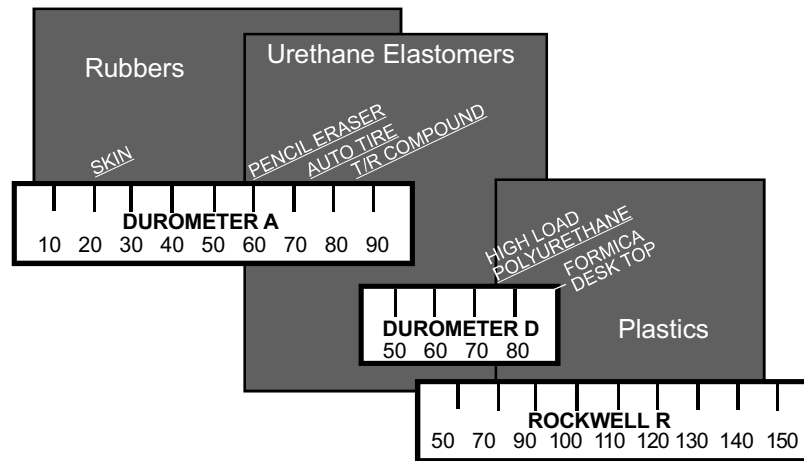 Rubbers
Urethane Elastomers
SKIN
PENCIL ERASER
AUTO TIRE
T/R COMPOUND
DUROMETER A
10 20 30 40 50 60 70 80 90
HIGH LOAD
POLYURETHANE
FORMICA
DESK TOP
DUROMETER D
50 60 70 80
Plastics
ROCKWELL R
50 70 90 100 110 120 130 140 150